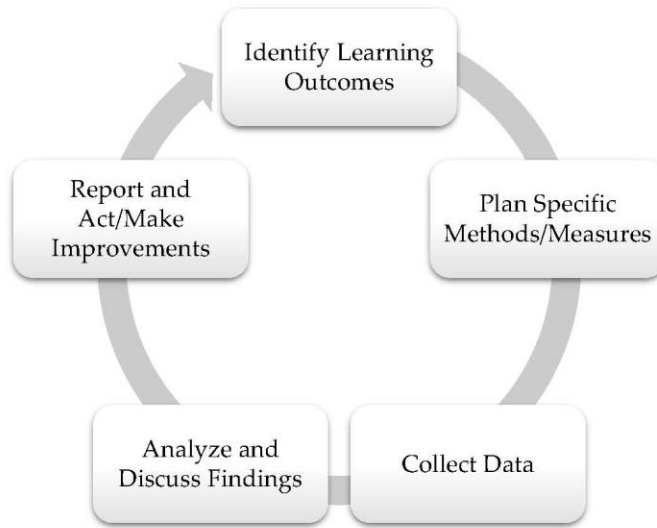 Identify Learning
Outcomes
Plan Specific
Methods/Measures
Collect Data
Analyze and
Discuss Findings
Report and
Act/Make
Improvements